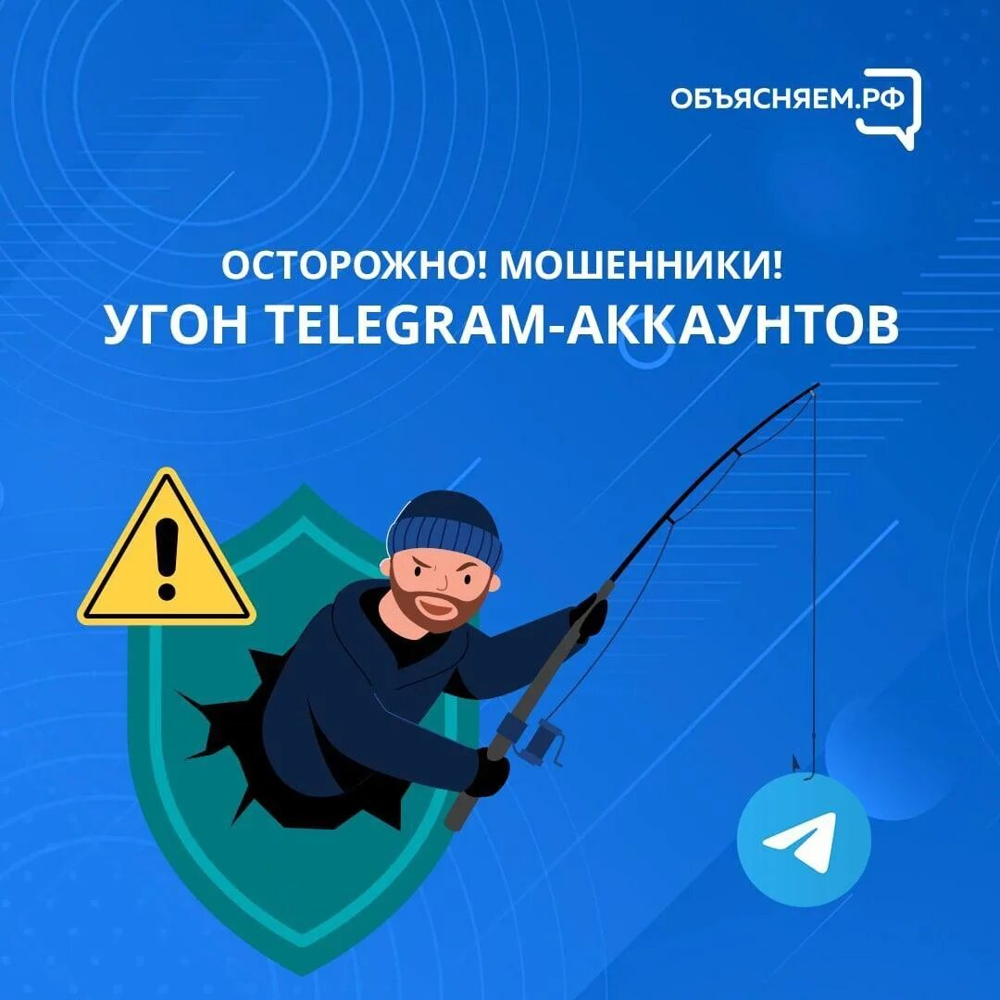 ОБЪЯСНЯЕМ.РФ
ОСТОРОЖНО! МОШЕННИКИ!
УГОН TELEGRAM-АККАУНТОВ